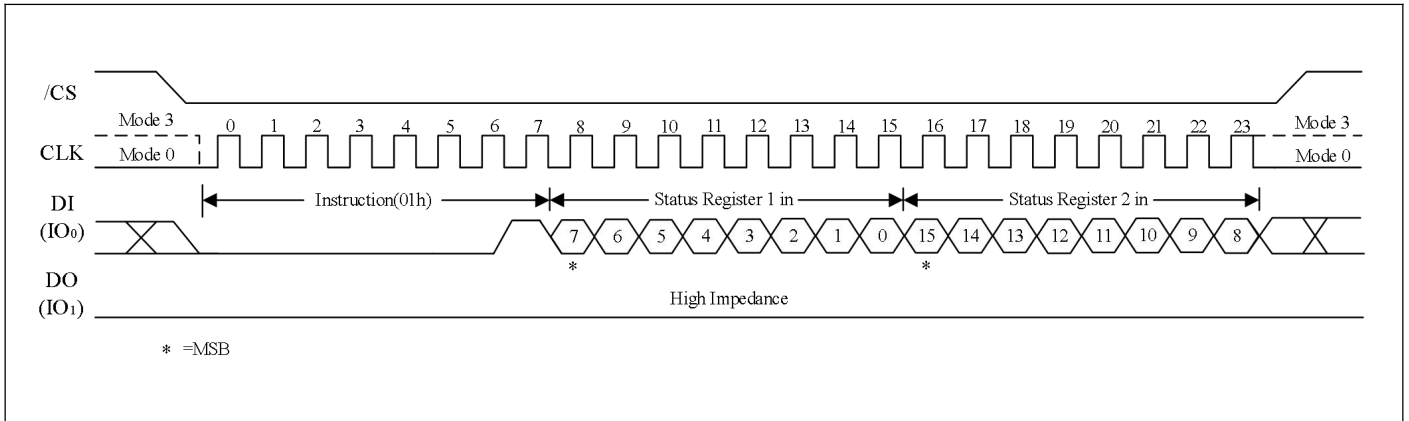 /CS
Mode 3 Mode 3
0 1 2 3 4 5 6 7 8 9 10 11 12 13 14 15 16 17 18 19 20 21 22 23
CLK Mode 0 Mode 0
DI Instruction(01h) Status Register 1 in Status Register 2 in
(IO₀) 7 6 5 4 3 2 1 0 15 14 13 12 11 10 9 8
* *
DO
(IO₁) High Impedance
* =MSB